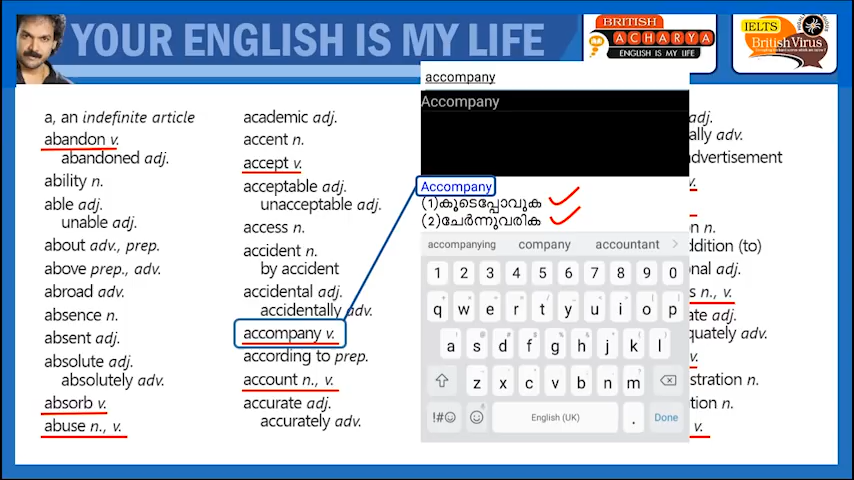 YOUR ENGLISH IS MY LIFE
BRITISH
ACHARYA
ENGLISH IS MY LIFE
IELTS
BritishVirus
a, an indefinite article
abandon v.
abandoned adj.
ability n.
able adj.
unable adj.
about adv., prep.
above prep., adv.
abroad adv.
absence n.
absent adj.
absolute adj.
absolutely adv.
absorb v.
abuse n., v.
academic adj.
accent n.
accept v.
acceptable adj.
unacceptable adj.
access n.
accident n.
by accident
accidental adj.
accidentally adv.
accompany v.
according to prep.
account n., v.
accurate adj.
accurately adv.
accompany
Accompany
Accompany
(1)കൂടെപ്പോവുക
(2)ചേർന്നുവരിക
accompanying company accountant
1 2 3 4 5 6 7 8 9 0
q w e r t y u i o p
a s d f g h j k l
z x c v b n m
!#☺ English (UK) . Done
adj.
ally adv.
advertisement
v.
n n.
ddition (to)
onal adj.
s n., v.
ate adj.
quately adv.
v.
stration n.
tion n.
v.